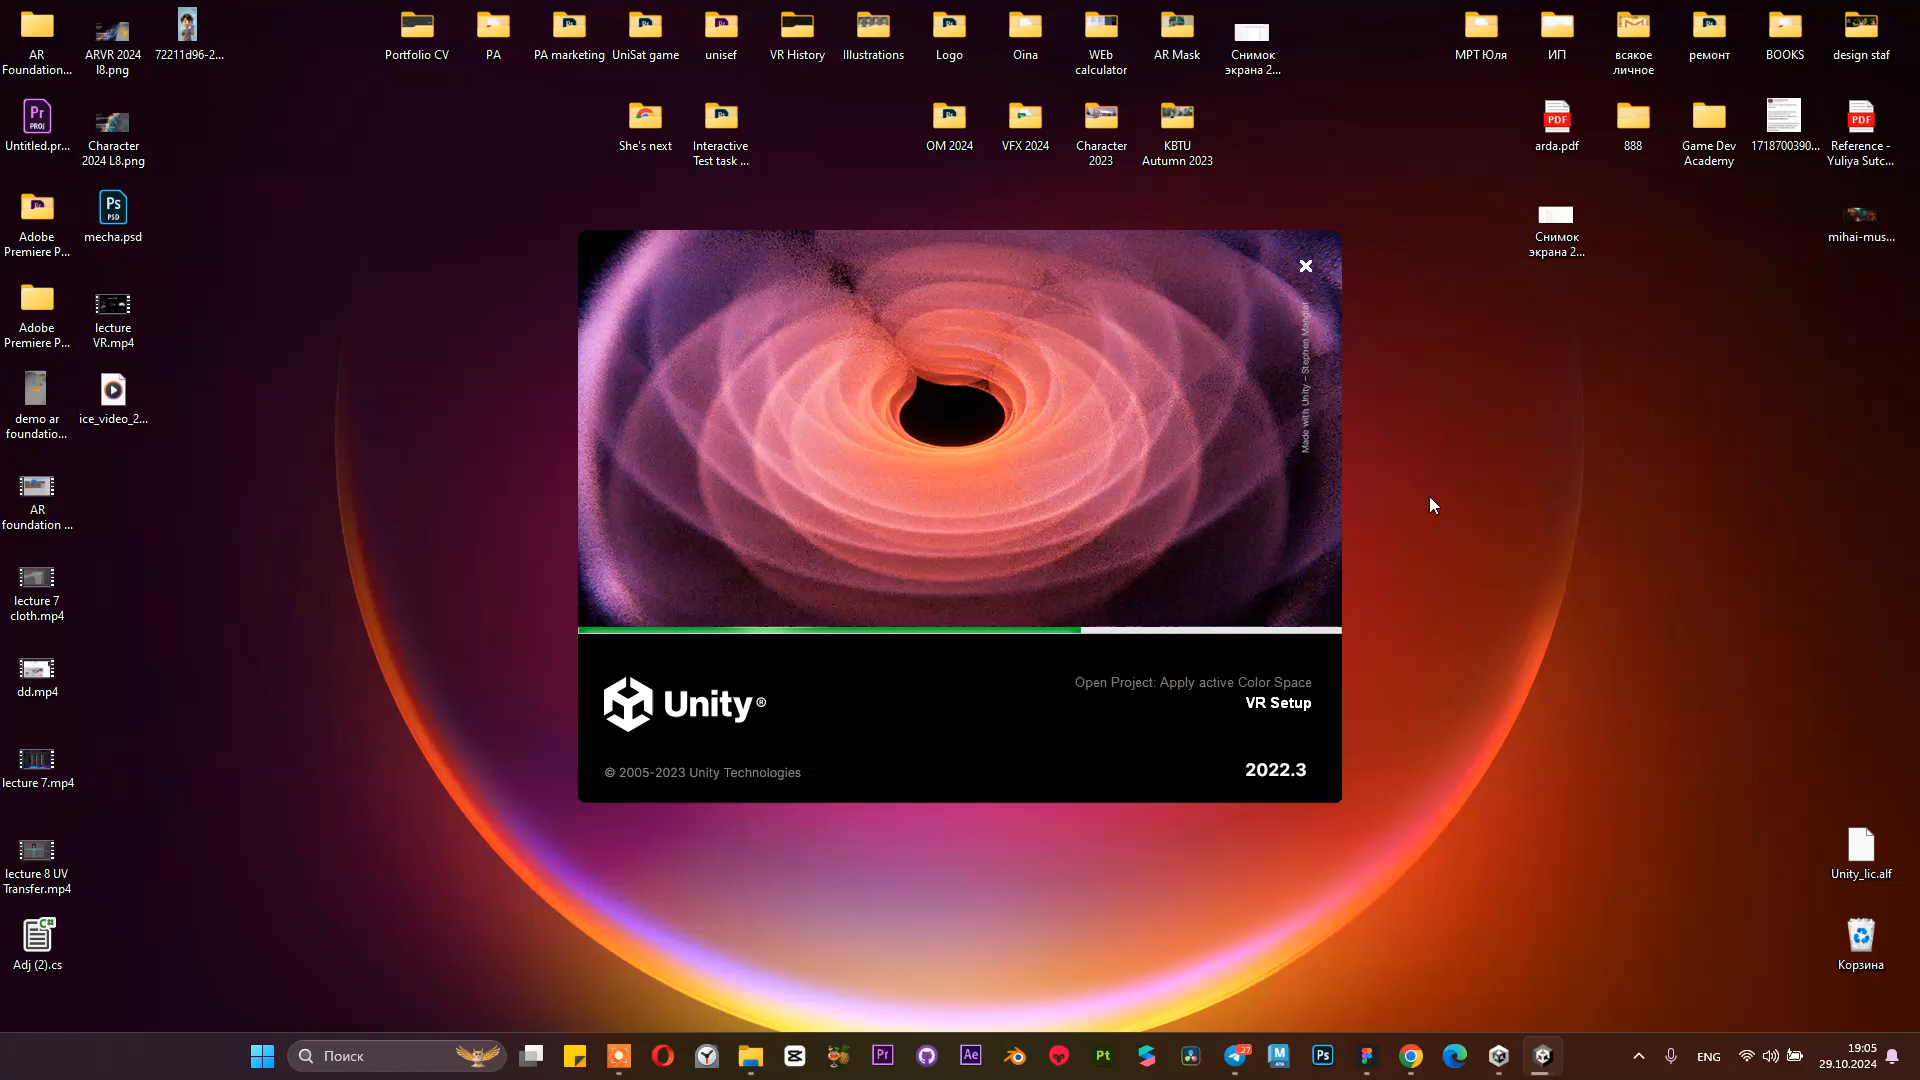 AR
Foundation...
ARVR 2024
l8.png
72211d96-2...
Portfolio CV
PA
PA marketing
UniSat game
unisef
VR History
Illustrations
Logo
Oina
WEb
calculator
AR Mask
Снимок
экрана 2...
МРТ Юля
ИП
всякое
личное
ремонт
BOOKS
design staf
Untitled.pr...
Character
2024 L8.png
She's next
Interactive
Test task ...
OM 2024
VFX 2024
Character
2023
KBTU
Autumn 2023
arda.pdf
888
Game Dev
Academy
1718700390...
Reference -
Yuliya Sutc...
Adobe
Premiere P...
mecha.psd
Снимок
экрана 2...
mihai-mus...
Adobe
Premiere P...
lecture
VR.mp4
demo ar
foundatio...
ice_video_2...
AR
foundation ...
lecture 7
cloth.mp4
dd.mp4
lecture 7.mp4
lecture 8 UV
Transfer.mp4
Adj (2).cs
Made with Unity – Stephen Mangiat
Unity®
Open Project: Apply active Color Space
VR Setup
© 2005-2023 Unity Technologies
2022.3
Unity_lic.alf
Корзина
Поиск
Pr
Ae
Pt
27
Ps
ENG
19:05
29.10.2024